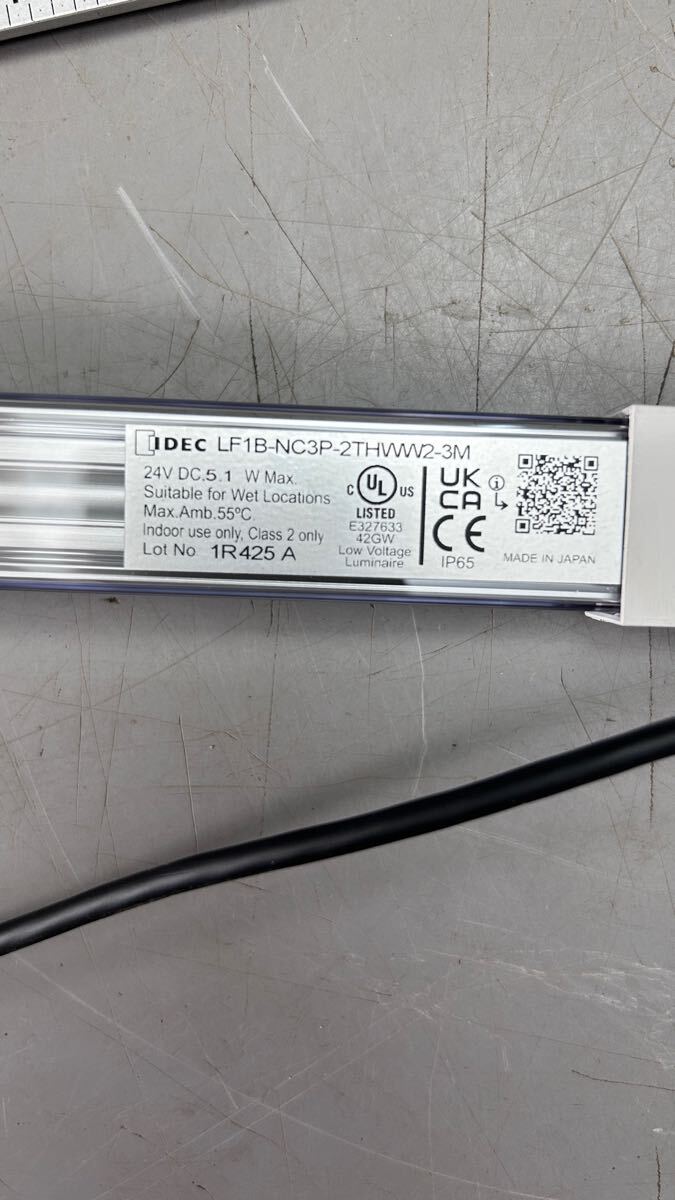 IDEC LF1B-NC3P-2THWW2-3M
24V DC.5.1 W Max.
Suitable for Wet Locations
Max.Amb.55°C.
Indoor use only, Class 2 only
Lot No 1R425 A
C UL US
LISTED
E327633
42GW
Low Voltage
Luminaire
UK
CA
CE
IP65
MADE IN JAPAN